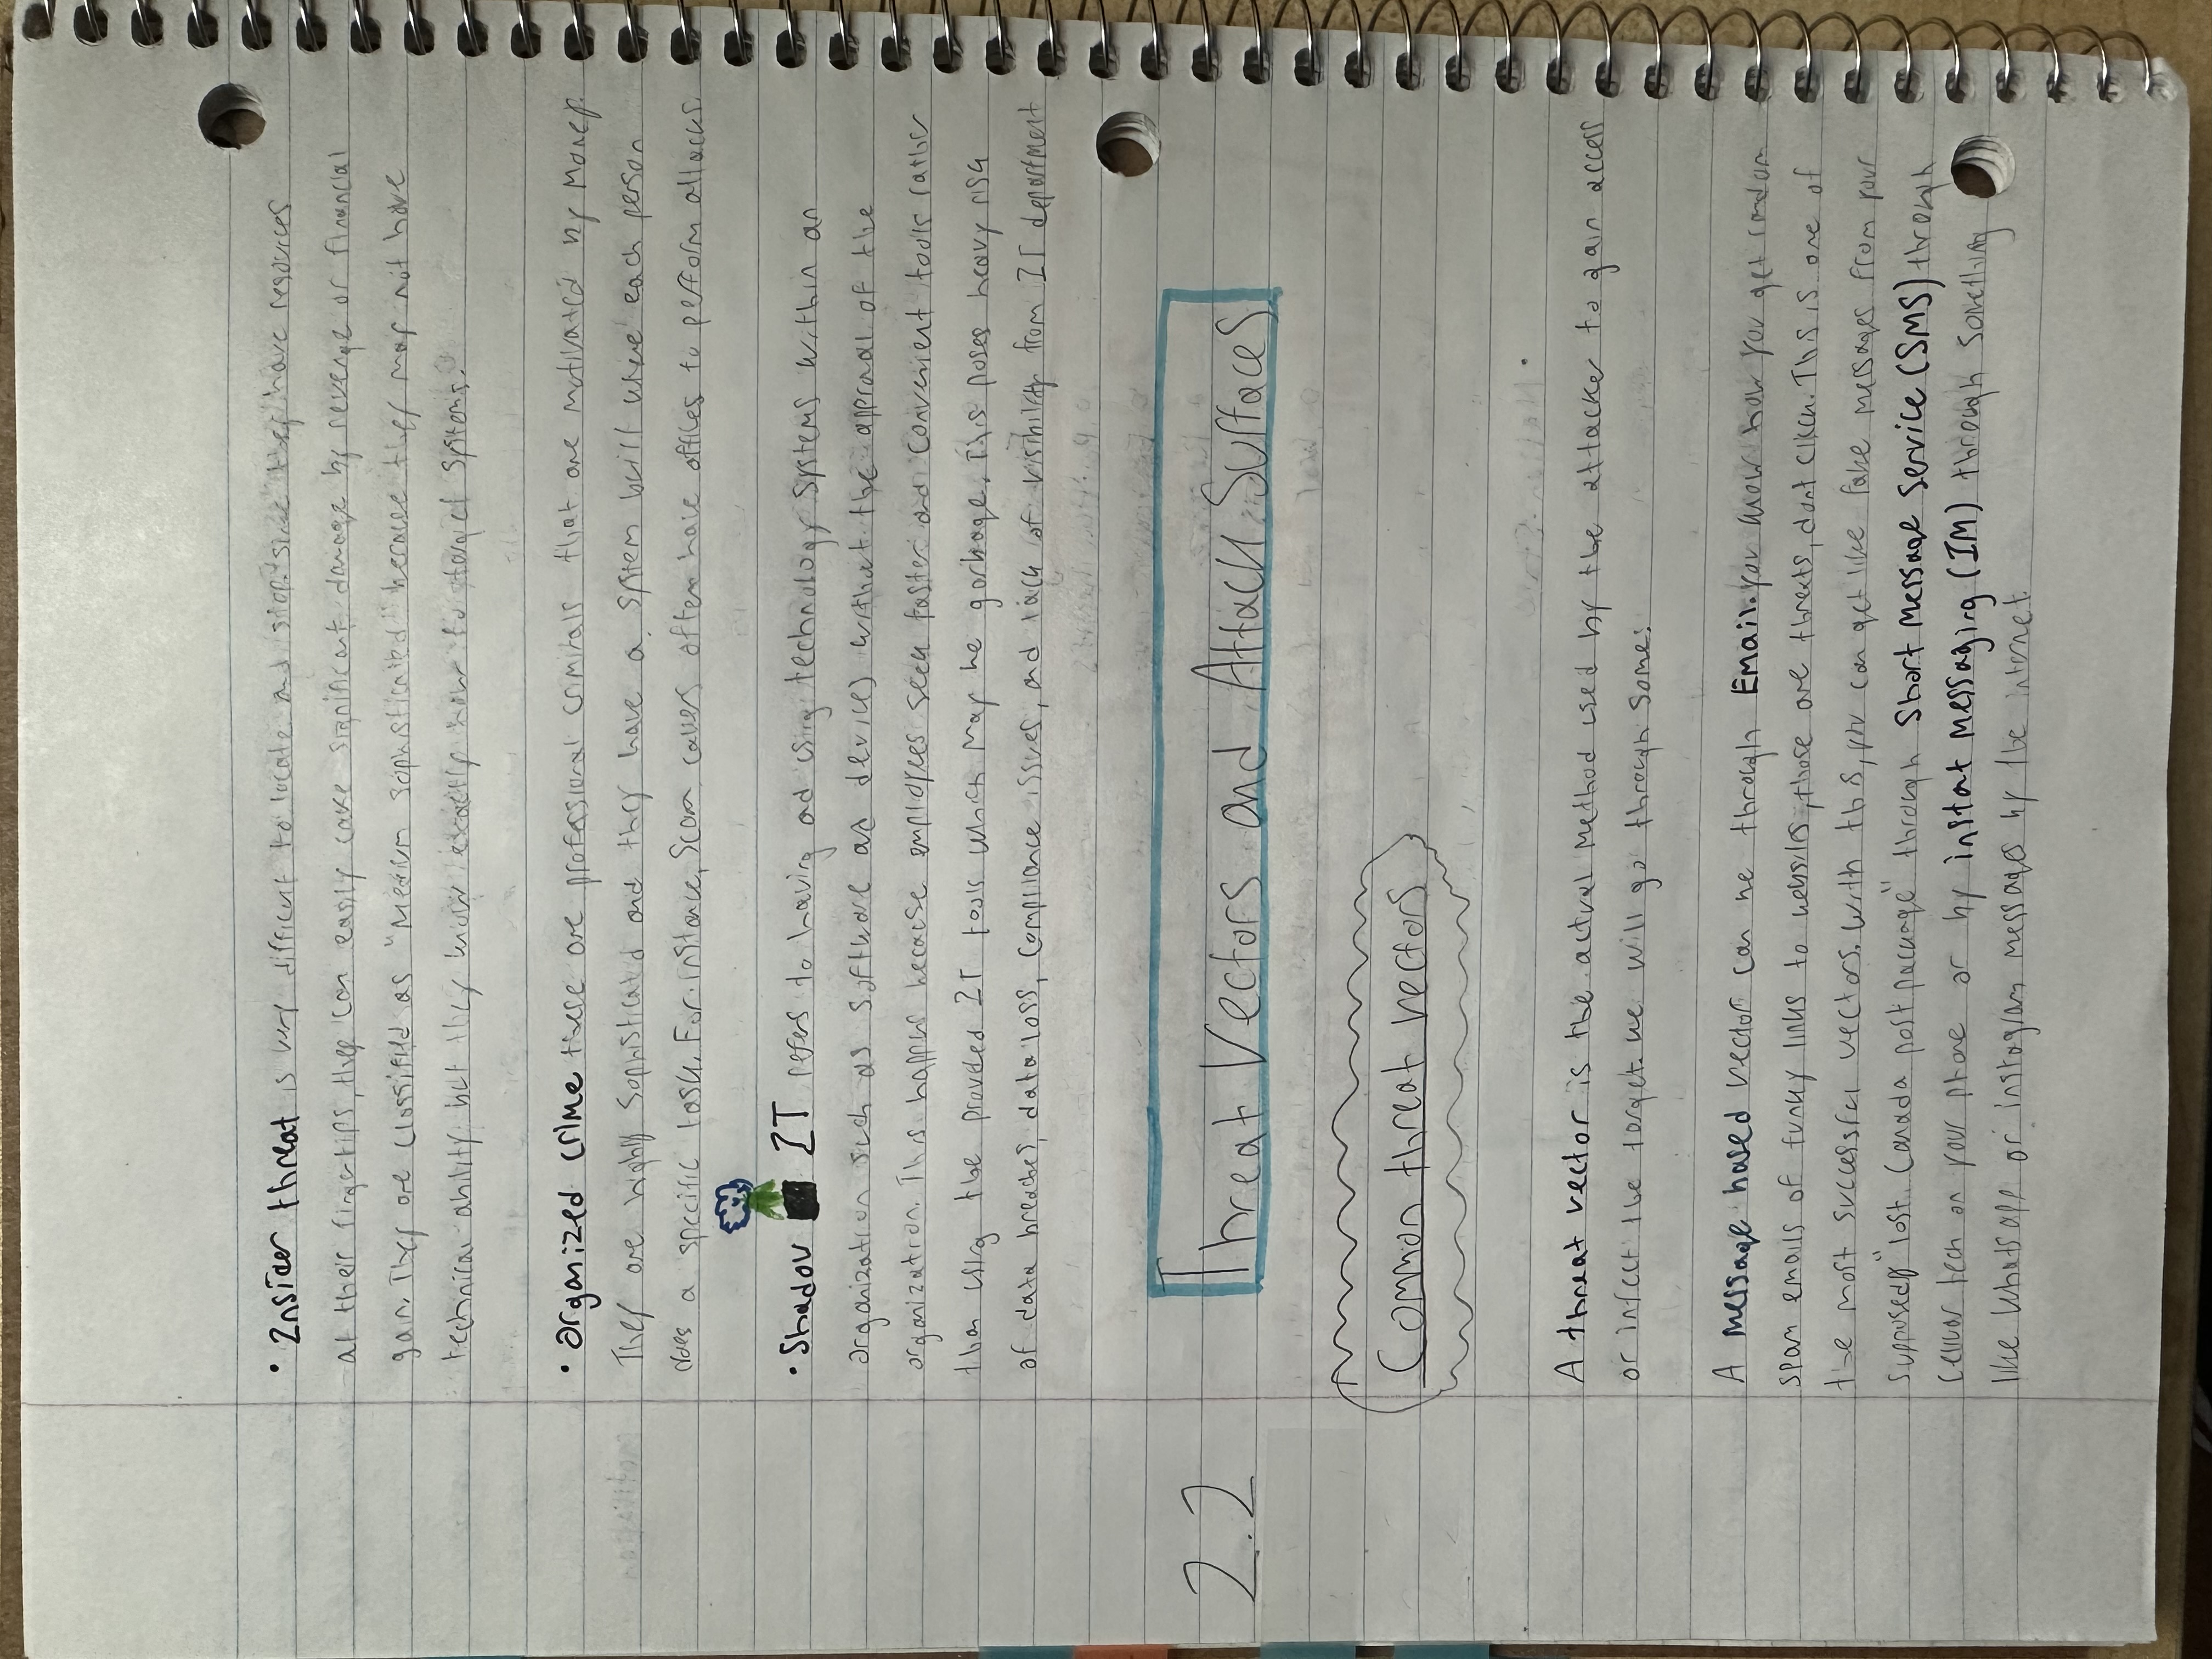 • Insider threat is very difficult to locate and stop. since they have resources
at their fingertips, they can easily cake significant damage by revenge or financial
gain. They are classified as "Medium sophisticated" because they may not have
technical ability but they know exactly how to target systems.
• Organized crime these are professional criminals that are motivated by money.
They are highly sophisticated and they have a system built where each person
does a specific task. For instance, Scam callers often have offices to perform attacks.
• Shadow IT refers to having ad using technology systems within an
organization such as software and devices without the approval of the
organization. This happens because employees seek faster and convenient tools rather
than using the provided IT tools which may be garbage. This poses heavy risk
of data breaches, data loss, compliance issues, and lack of visibility from IT department
2.2 Threat Vectors and Attack Surfaces
Common threat vectors
A threat vector is the actual method used by the attacker to gain access
or infect the target. we will go through some:
A message based vector can be through Email. you know how you get random
spam emails of funky links to websites, those are threats, dont click. This is one of
the most successful vectors. With this, you can get like fake messages from your
supposedly "lost Canada post package" through Short Message Service (SMS) through
cellular tech on your phone or by instat Messaging (IM) through something
like Whatsapp or instagram messages by the internet.